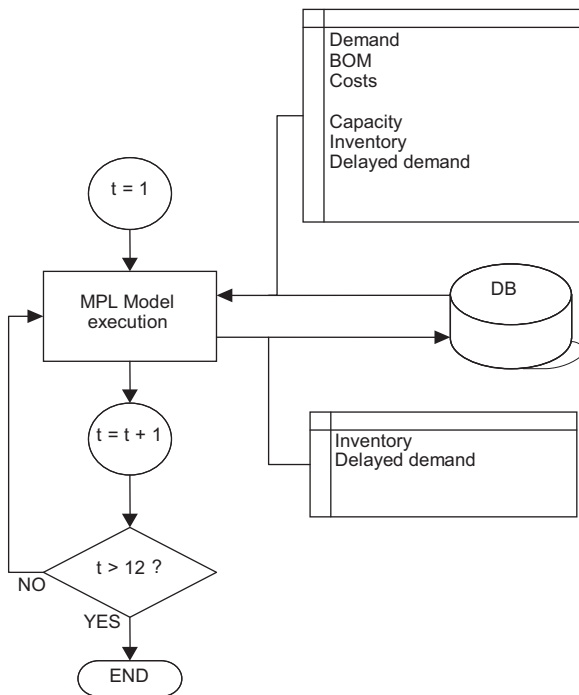 Demand
BOM
Costs
Capacity
Inventory
Delayed demand
t = 1
MPL Model
execution
DB
t = t + 1
Inventory
Delayed demand
t > 12 ?
NO
YES
END